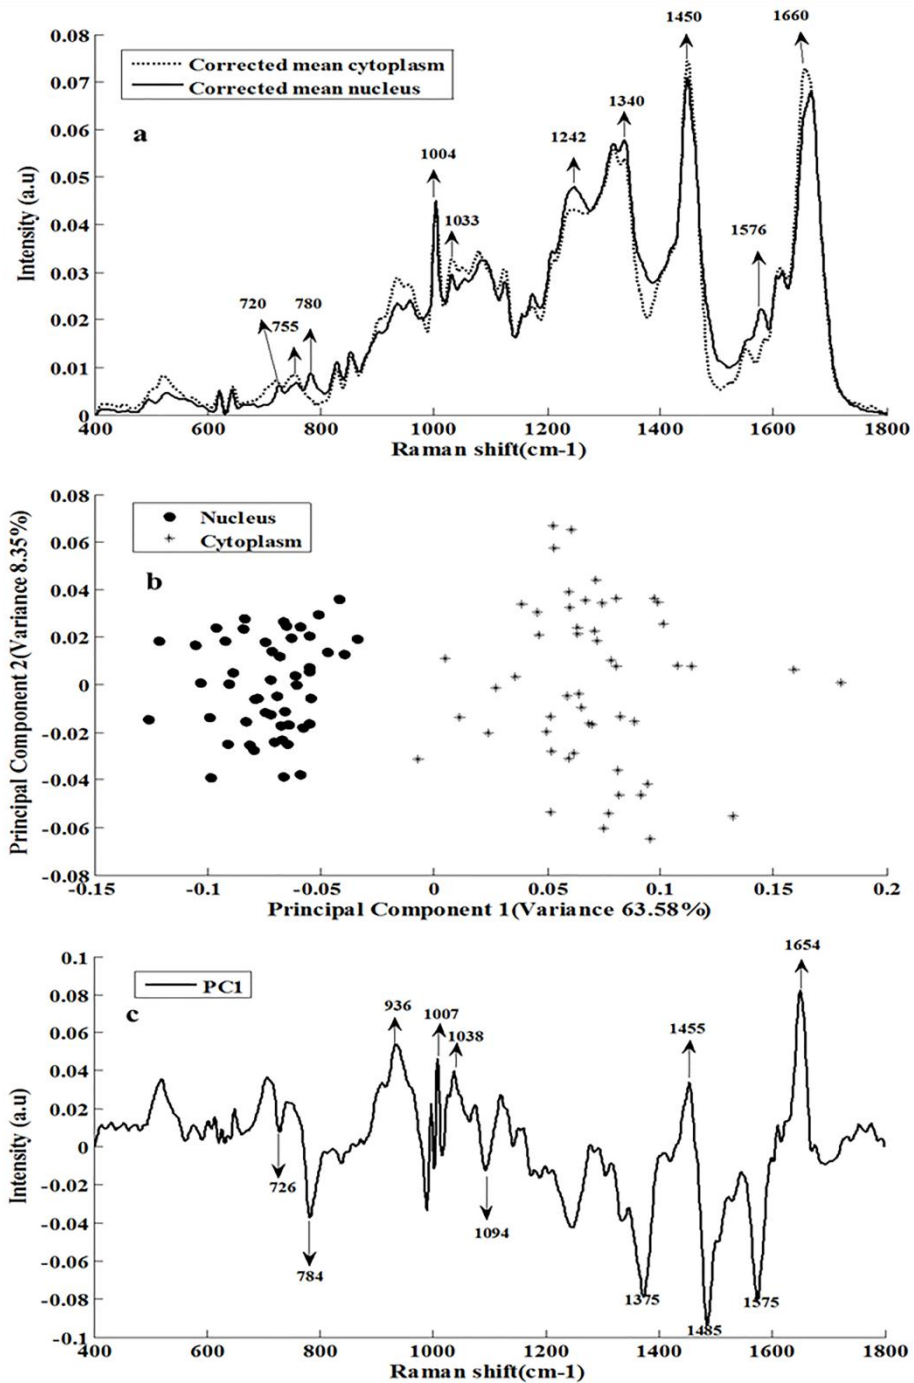 1450
1660
0.08
Corrected mean cytoplasm
Corrected mean nucleus
0.07
a
1340
0.06
1242
1004
0.05
Intensity (a.u)
0.04
1033
1576
0.03
720
780
755
0.02
0.01
0
400 600 800 1000 1200 1400 1600 1800
Raman shift(cm-1)
0.08
Nucleus
Cytoplasm
0.06
b
0.04
0.02
0
Principal Component 2(Variance 8.35%)
-0.02
-0.04
-0.06
-0.08
-0.15 -0.1 -0.05 0 0.05 0.1 0.15 0.2
Principal Component 1(Variance 63.58%)
0.1
PC1
1654
0.08
c
936
1007
0.06
1038
1455
0.04
0.02
Intensity (a.u)
0
-0.02
726
-0.04
1094
-0.06
784
-0.08
1375
1575
1485
-0.1
400 600 800 1000 1200 1400 1600 1800
Raman shift(cm-1)